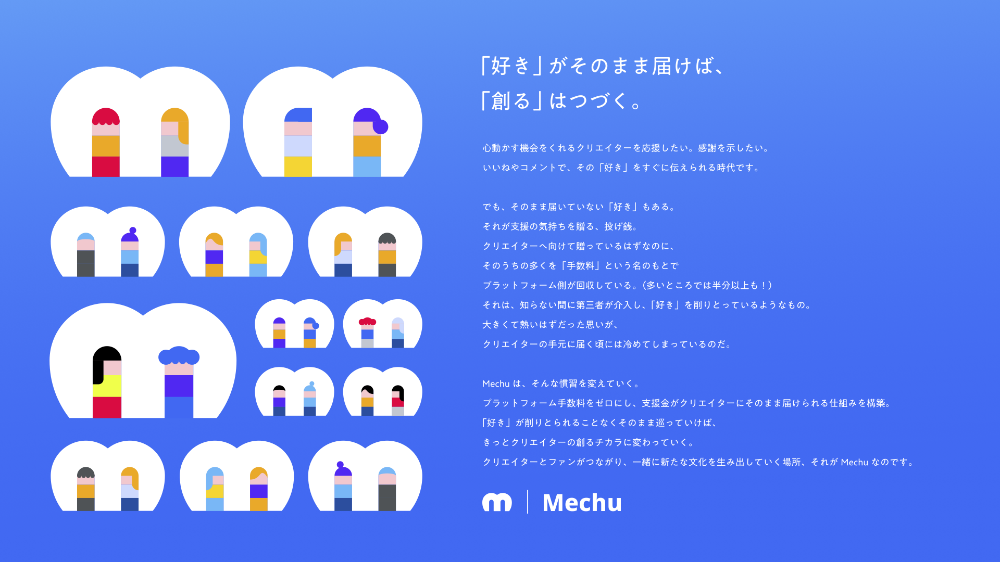 「好き」がそのまま届けば、
「創る」はつづく。
心動かす機会をくれるクリエイターを応援したい。感謝を示したい。
いいねやコメントで、その「好き」をすぐに伝えられる時代です。
でも、そのまま届いていない「好き」もある。
それが支援の気持ちを贈る、投げ銭。
クリエイターへ向けて贈っているはずなのに、
そのうちの多くを「手数料」という名のもとで
プラットフォーム側が回収している。（多いところでは半分以上も！）
それは、知らない間に第三者が介入し、「好き」を削りとっているようなもの。
大きくて熱いはずだった思いが、
クリエイターの手元に届く頃には冷めてしまっているのだ。
Mechu は、そんな慣習を変えていく。
プラットフォーム手数料をゼロにし、支援金がクリエイターにそのまま届けられる仕組みを構築。
「好き」が削りとられることなくそのまま巡っていけば、
きっとクリエイターの創るチカラに変わっていく。
クリエイターとファンがつながり、一緒に新たな文化を生み出していく場所、それが Mechu なのです。
m | Mechu